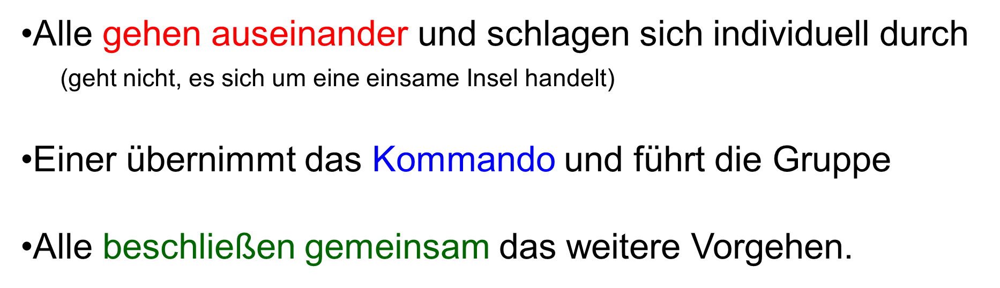 •Alle gehen auseinander und schlagen sich individuell durch
(geht nicht, es sich um eine einsame Insel handelt)
•Einer übernimmt das Kommando und führt die Gruppe
•Alle beschließen gemeinsam das weitere Vorgehen.